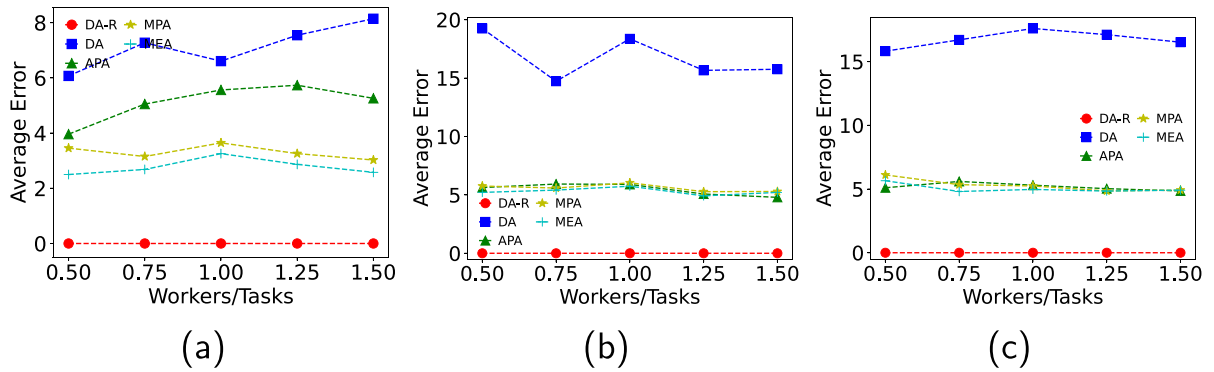 Average Error
8
6
4
2
0
DA-R MPA
DA MEA
APA
0.50 0.75 1.00 1.25 1.50
Workers/Tasks
(a)
Average Error
20
15
10
5
0
DA-R MPA
DA MEA
APA
0.50 0.75 1.00 1.25 1.50
Workers/Tasks
(b)
Average Error
15
10
5
0
DA-R MPA
DA MEA
APA
0.50 0.75 1.00 1.25 1.50
Workers/Tasks
(c)